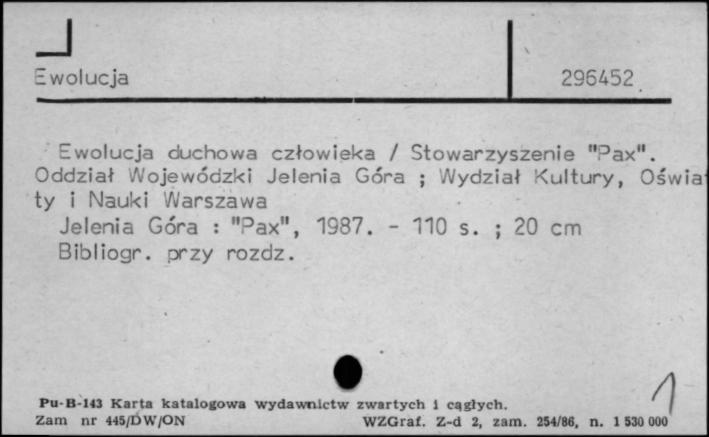 Ewolucja 296452
Ewolucja duchowa człowieka / Stowarzyszenie "Pax".
Oddział Wojewódzki Jelenia Góra ; Wydział Kultury, Oświa
ty i Nauki Warszawa
Jelenia Góra : "Pax", 1987. - 110 s. ; 20 cm
Bibliogr. przy rozdz.
Pu-B-143 Karta katalogowa wydawnictw zwartych i ciągłych.
Zam nr 445/DW/ON WZGraf. Z-d 2, zam. 254/86, n. 1 530 000